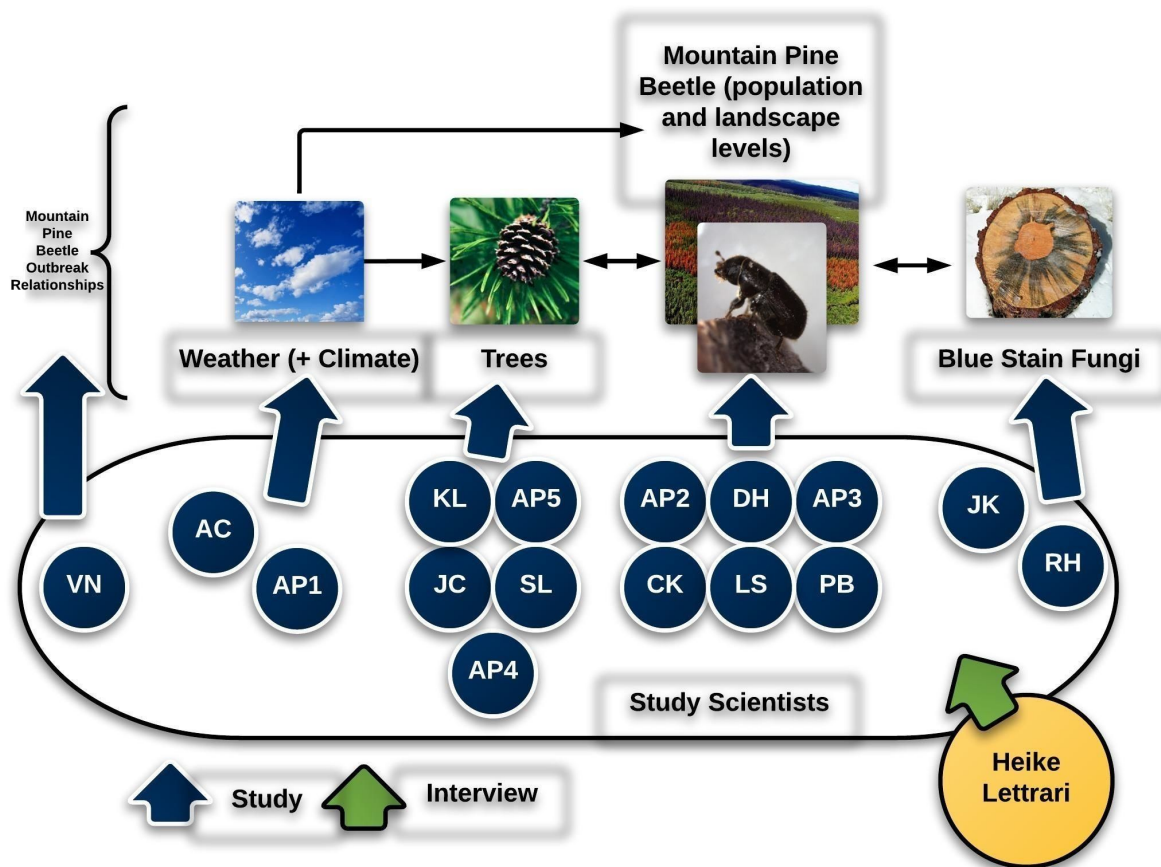 Mountain Pine
Beetle (population
and landscape
levels)
Mountain
Pine
Beetle
Outbreak
Relationships
Weather (+ Climate)
Trees
Blue Stain Fungi
KL
AP5
AP2
DH
AP3
JK
AC
RH
VN
AP1
JC
SL
CK
LS
PB
AP4
Study Scientists
Heike
Lettrari
Study
Interview